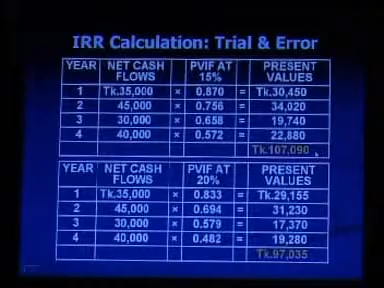 IRR Calculation: Trial & Error
YEAR NET CASH FLOWS PVIF AT 15% PRESENT VALUES
1 Tk.35,000 × 0.870 = Tk.30,450
2 45,000 × 0.756 = 34,020
3 30,000 × 0.658 = 19,740
4 40,000 × 0.572 = 22,880
Tk.107,090
YEAR NET CASH FLOWS PVIF AT 20% PRESENT VALUES
1 Tk.35,000 × 0.833 = Tk.29,155
2 45,000 × 0.694 = 31,230
3 30,000 × 0.579 = 17,370
4 40,000 × 0.482 = 19,280
Tk.97,035